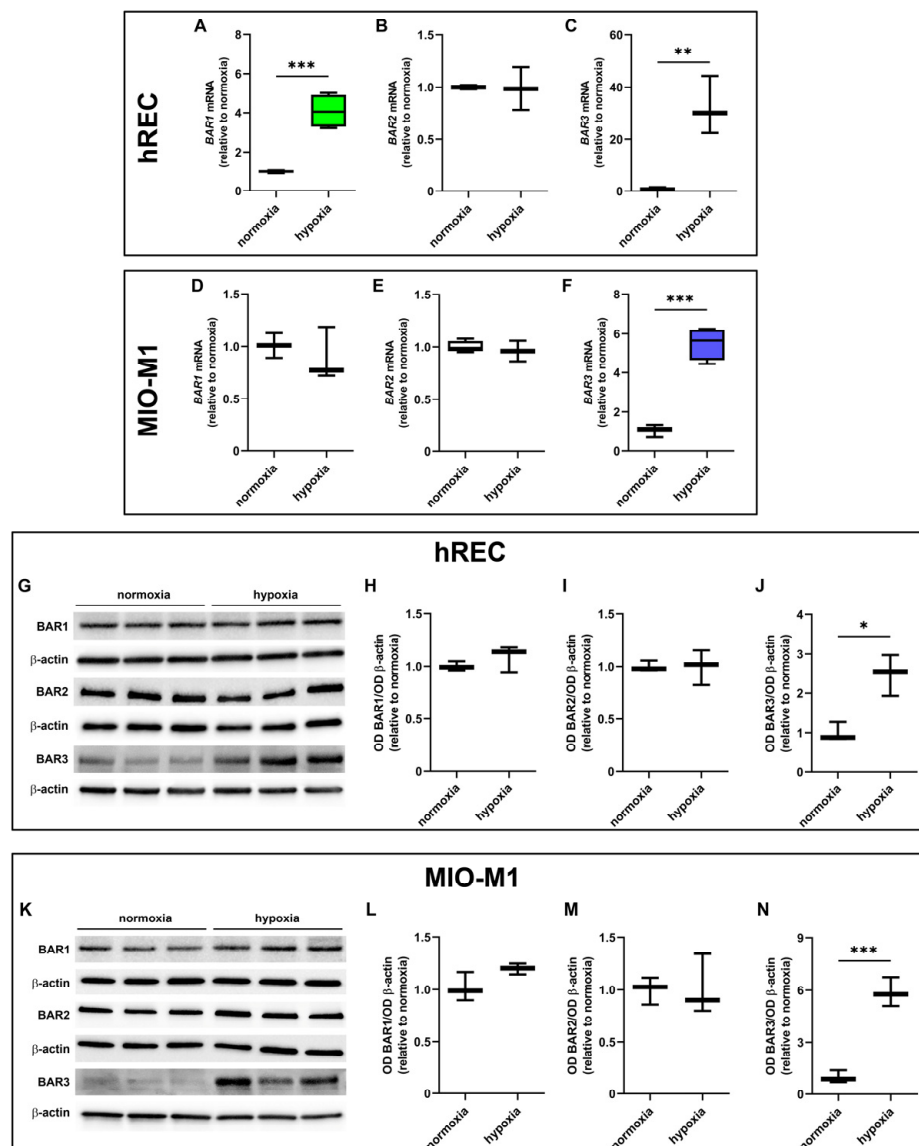 hREC
A
BAR1 mRNA
(relative to normoxia)
8
6
4
2
0
***
normoxia
hypoxia
B
BAR2 mRNA
(relative to normoxia)
1.5
1.0
0.5
0
normoxia
hypoxia
C
BAR3 mRNA
(relative to normoxia)
60
40
20
0
**
normoxia
hypoxia
MIO-M1
D
BAR1 mRNA
(relative to normoxia)
1.5
1.0
0.5
0
normoxia
hypoxia
E
BAR2 mRNA
(relative to normoxia)
1.5
1.0
0.5
0
normoxia
hypoxia
F
BAR3 mRNA
(relative to normoxia)
8
6
4
2
0
***
normoxia
hypoxia
hREC
G
normoxia
hypoxia
BAR1
β-actin
BAR2
β-actin
BAR3
β-actin
H
OD BAR1/OD β-actin
(relative to normoxia)
1.5
1.0
0.5
0
normoxia
hypoxia
I
OD BAR2/OD β-actin
(relative to normoxia)
1.5
1.0
0.5
0
normoxia
hypoxia
J
OD BAR3/OD β-actin
(relative to normoxia)
4
3
2
1
0
*
normoxia
hypoxia
MIO-M1
K
normoxia
hypoxia
BAR1
β-actin
BAR2
β-actin
BAR3
β-actin
L
OD BAR1/OD β-actin
(relative to normoxia)
1.5
1.0
0.5
0
normoxia
hypoxia
M
OD BAR2/OD β-actin
(relative to normoxia)
1.5
1.0
0.5
0
normoxia
hypoxia
N
OD BAR3/OD β-actin
(relative to normoxia)
9
6
3
0
***
normoxia
hypoxia